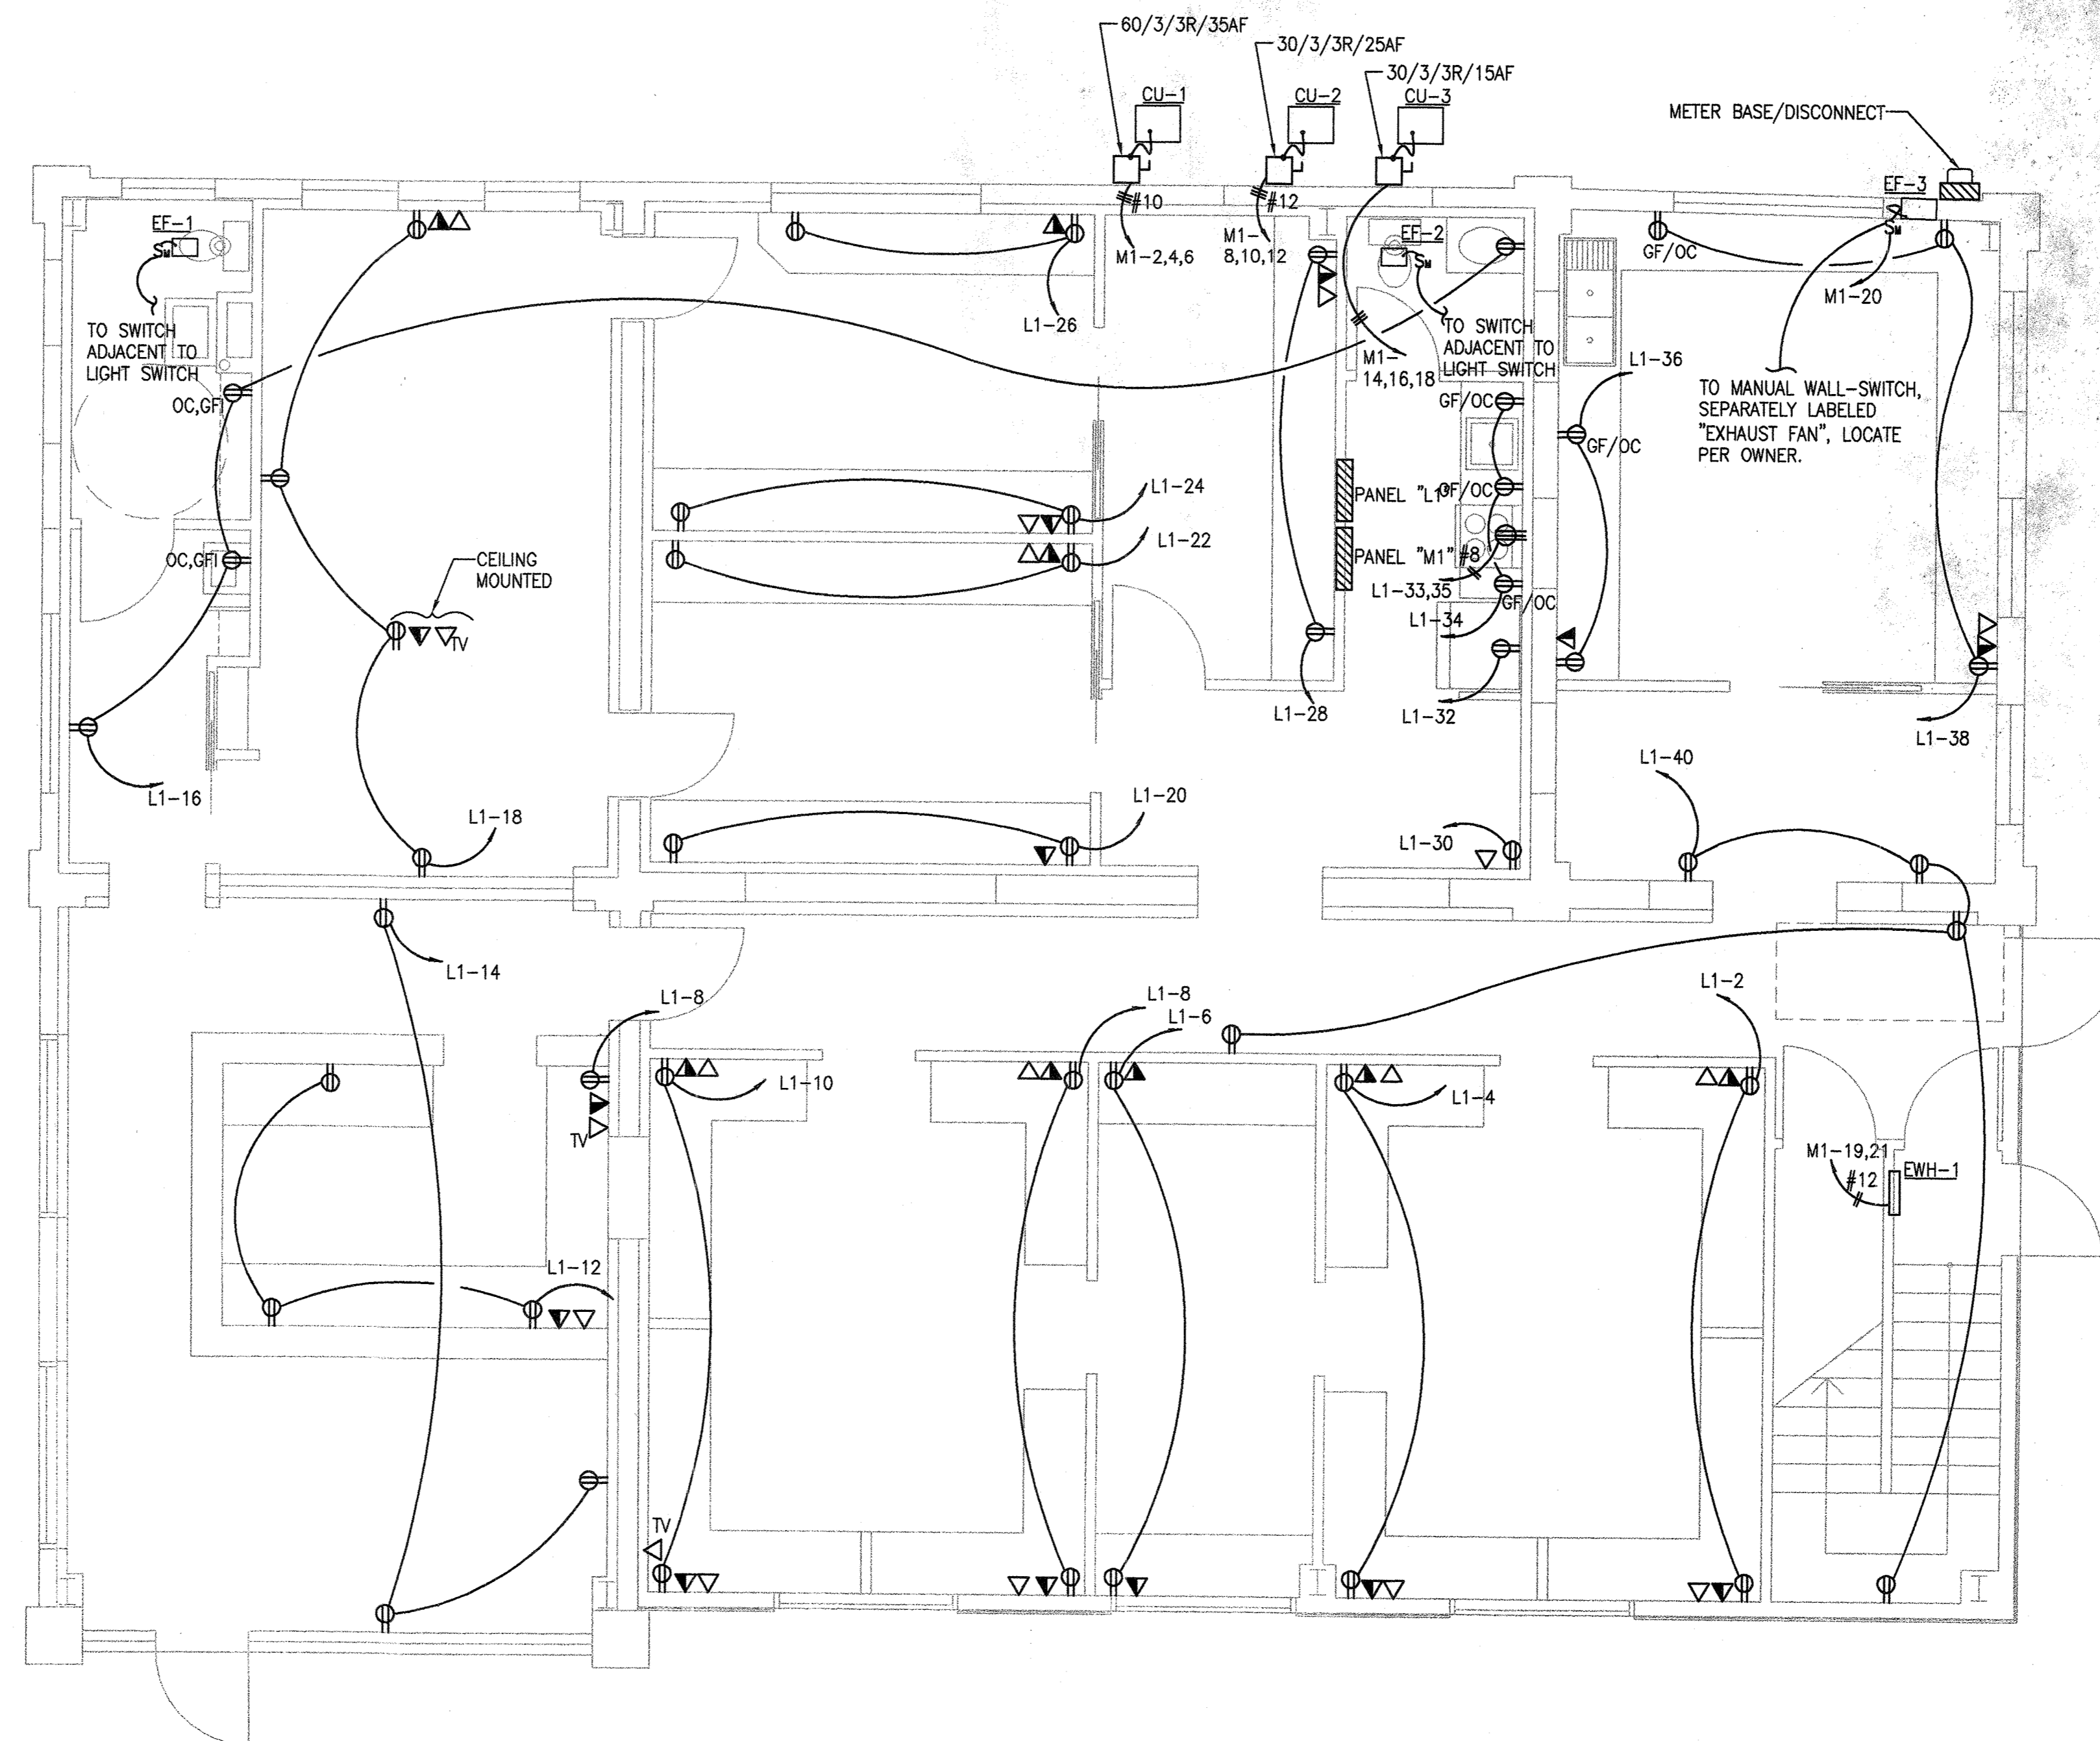 60/3/3R/35AF
30/3/3R/25AF
30/3/3R/15AF
CU-1
CU-2
CU-3
METER BASE/DISCONNECT
EF-3
EF-1
#10
#12
M1-2,4,6
M1-
8,10,12
EF-2
SM
SM
SM
GF/OC
M1-20
TO SWITCH
ADJACENT TO
LIGHT SWITCH
L1-26
TO SWITCH
ADJACENT TO
LIGHT SWITCH
M1-
14,16,18
L1-36
TO MANUAL WALL-SWITCH,
SEPARATELY LABELED
"EXHAUST FAN", LOCATE
PER OWNER.
OC,GFI
GF/OC
GF/OC
L1-24
PANEL "L1"
GF/OC
L1-22
OC,GFI
CEILING
MOUNTED
PANEL "M1"
#8
L1-33,35
GF/OC
L1-34
TV
L1-28
L1-32
L1-38
L1-40
L1-16
L1-18
L1-20
L1-30
L1-14
L1-8
L1-8
L1-6
L1-2
L1-10
L1-4
TV
M1-19,21
#12
EWH-1
L1-12
TV